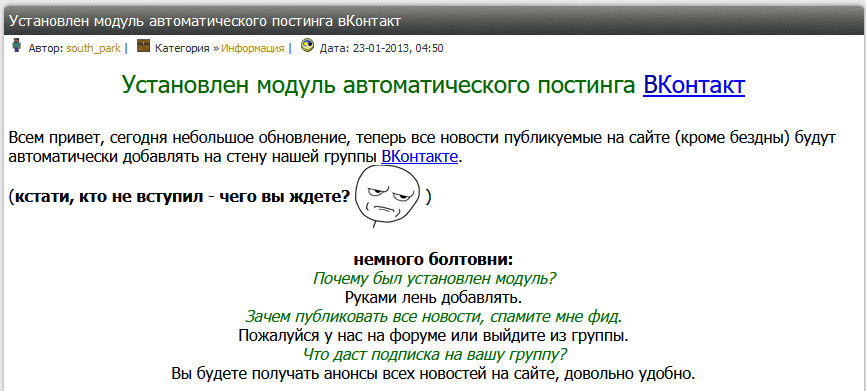 Установлен модуль автоматического постинга вКонтакт
Автор: south_park | Категория » Информация | Дата: 23-01-2013, 04:50
Установлен модуль автоматического постинга ВКонтакт
Всем привет, сегодня небольшое обновление, теперь все новости публикуемые на сайте (кроме бездны) будут
автоматически добавлять на стену нашей группы ВКонтакте.
(кстати, кто не вступил - чего вы ждете? )
немного болтовни:
Почему был установлен модуль?
Руками лень добавлять.
Зачем публиковать все новости, спамите мне фид.
Пожалуйся у нас на форуме или выйдите из группы.
Что даст подписка на вашу группу?
Вы будете получать анонсы всех новостей на сайте, довольно удобно.